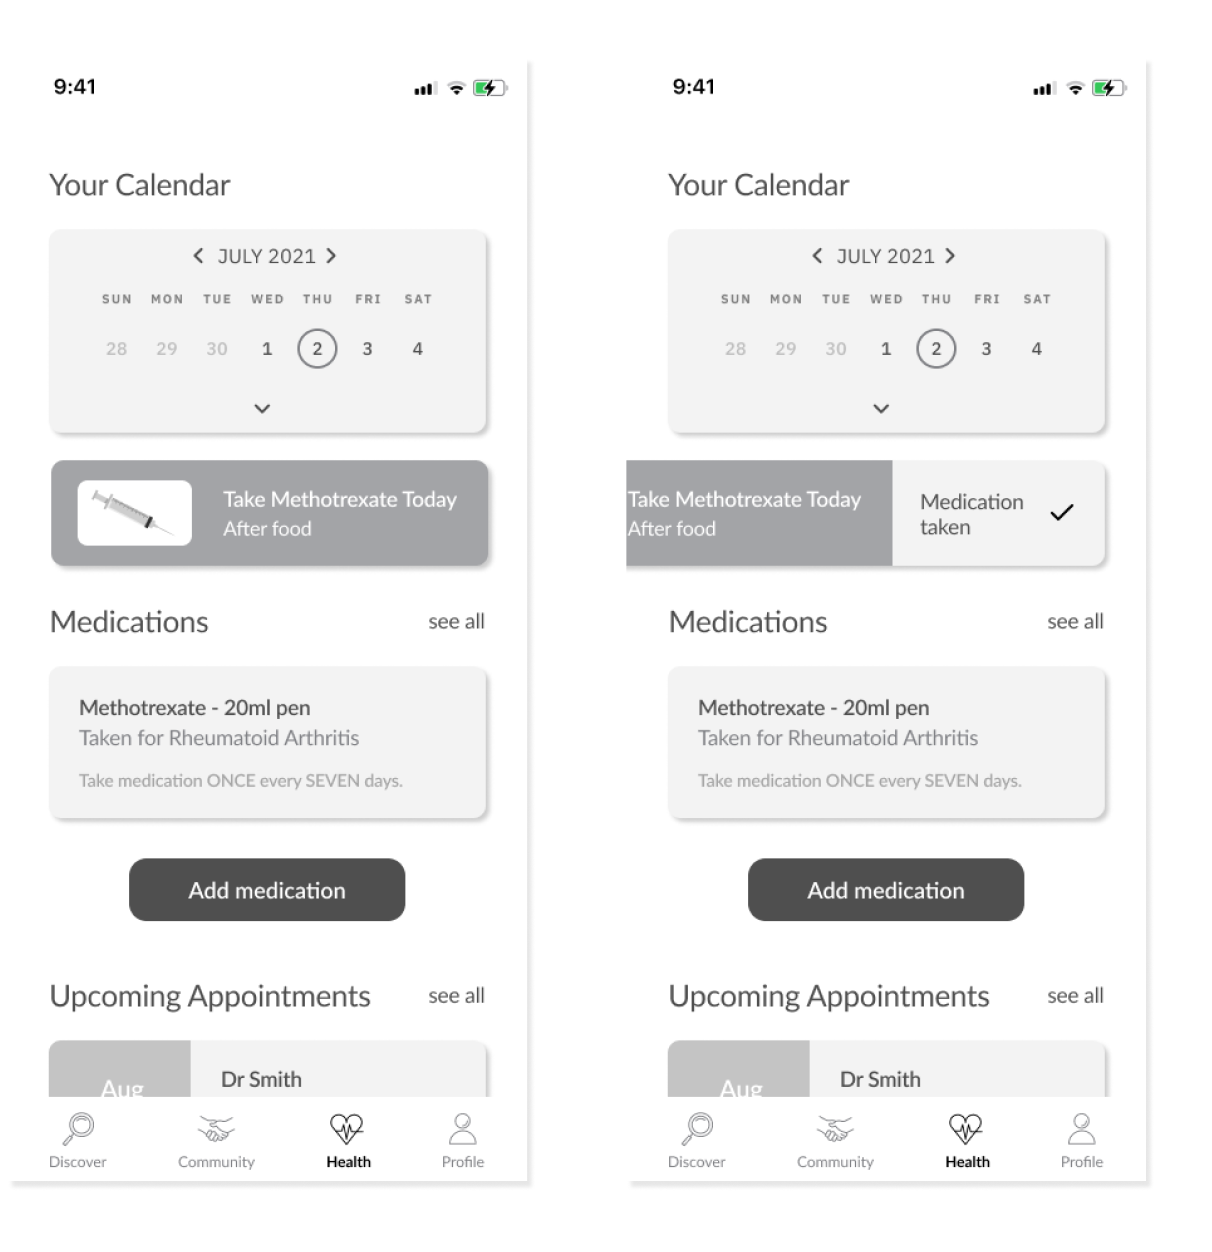 9:41
Your Calendar
JULY 2021
SUN MON TUE WED THU FRI SAT
28 29 30 1 2 3 4
Take Methotrexate Today
After food
Medications see all
Methotrexate - 20ml pen
Taken for Rheumatoid Arthritis
Take medication ONCE every SEVEN days.
Add medication
Upcoming Appointments see all
Aug Dr Smith
Discover Community Health Profile
9:41
Your Calendar
JULY 2021
SUN MON TUE WED THU FRI SAT
28 29 30 1 2 3 4
Take Methotrexate Today
After food
Medication
taken
Medications see all
Methotrexate - 20ml pen
Taken for Rheumatoid Arthritis
Take medication ONCE every SEVEN days.
Add medication
Upcoming Appointments see all
Aug Dr Smith
Discover Community Health Profile